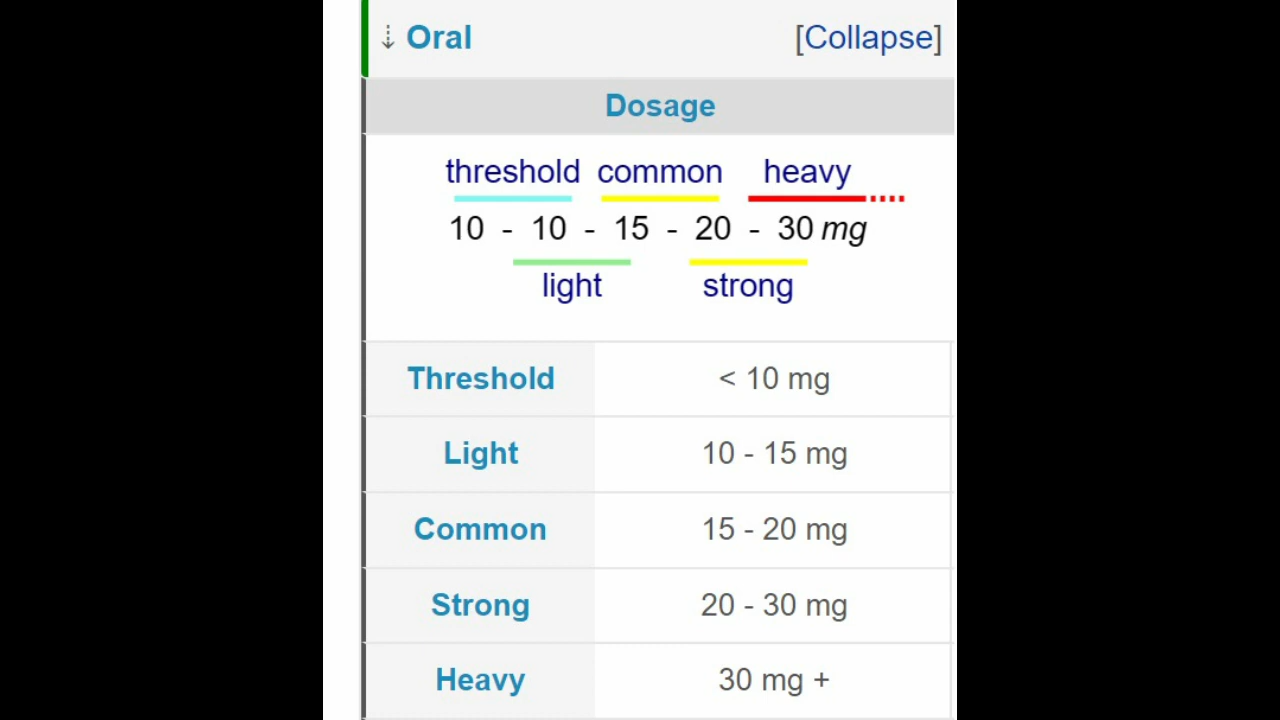 ⇣ Oral [Collapse]
Dosage
threshold common heavy
10 - 10 - 15 - 20 - 30 mg
light strong
Threshold < 10 mg
Light 10 - 15 mg
Common 15 - 20 mg
Strong 20 - 30 mg
Heavy 30 mg +